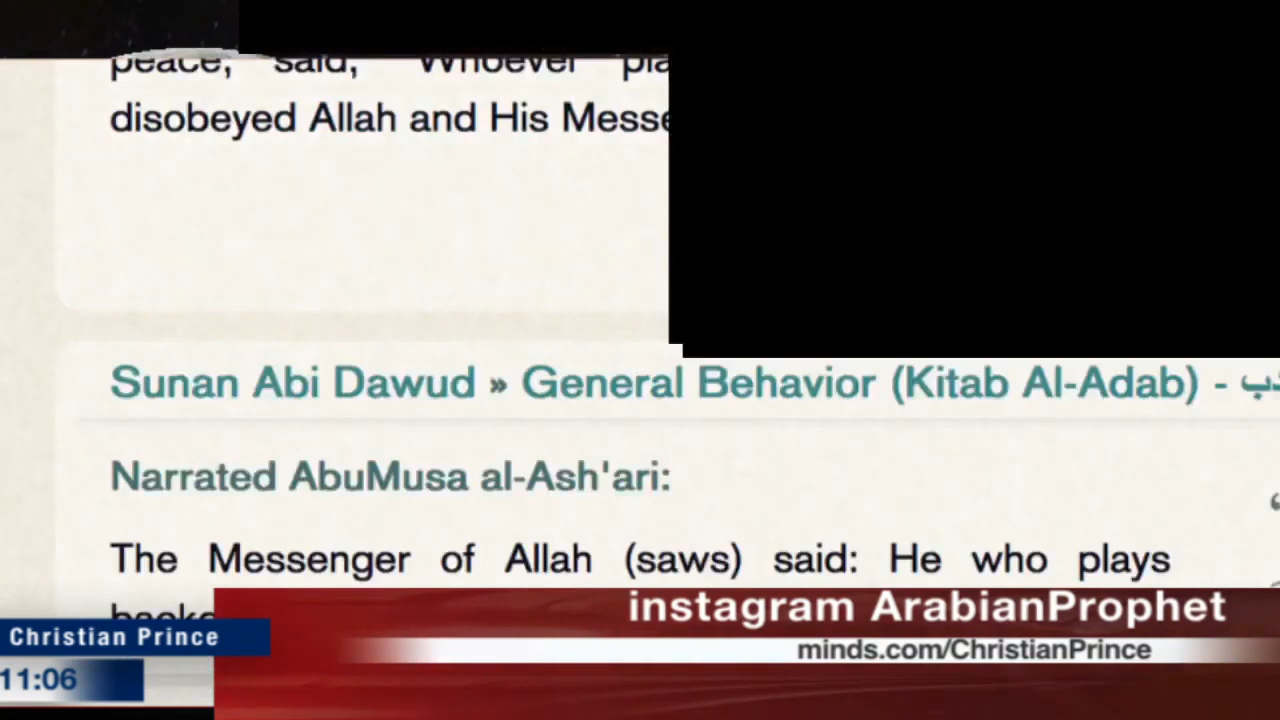 peace, said, "Whoever
disobeyed Allah and His
Sunan Abi Dawud » General Behavior (Kitab Al-Adab) -
Narrated AbuMusa al-Ash'ari:
The Messenger of Allah (saws) said: He who plays
instagram ArabianProphet
Christian Prince
minds.com/ChristianPrince
11:06